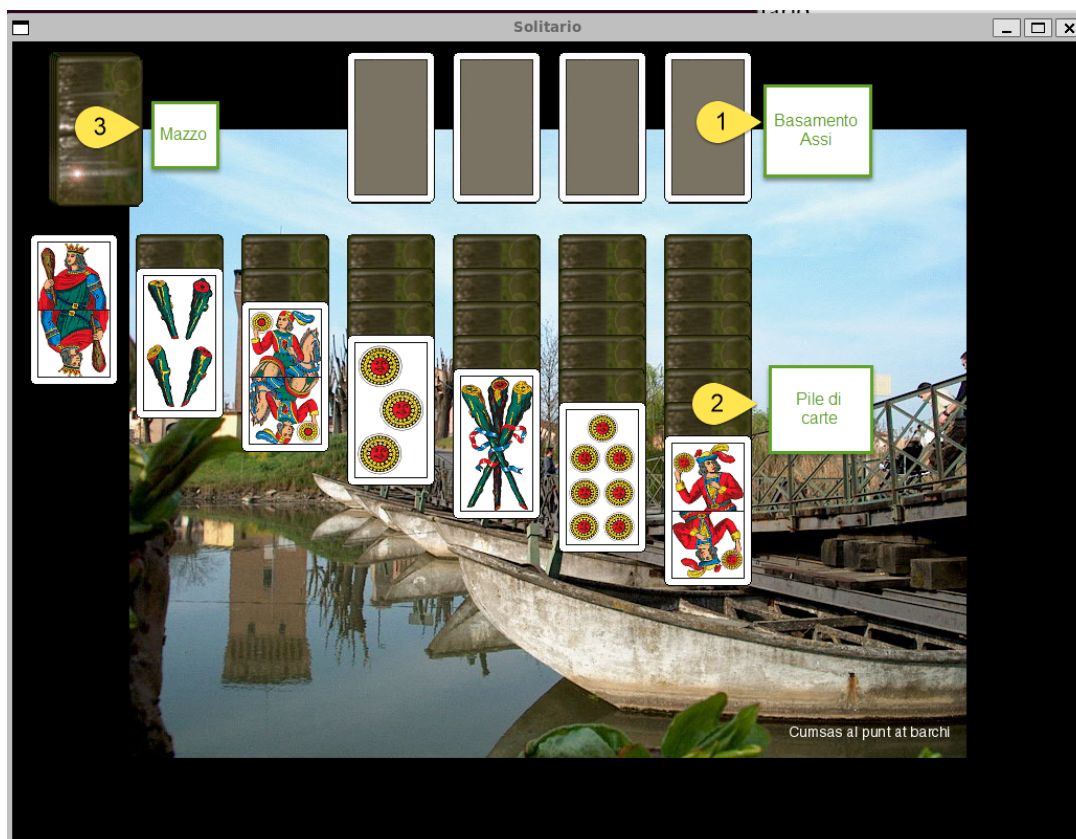 Solitario
3
Mazzo
1
Basamento
Assi
2
Pile di
carte
Cumsas al punt at barchi